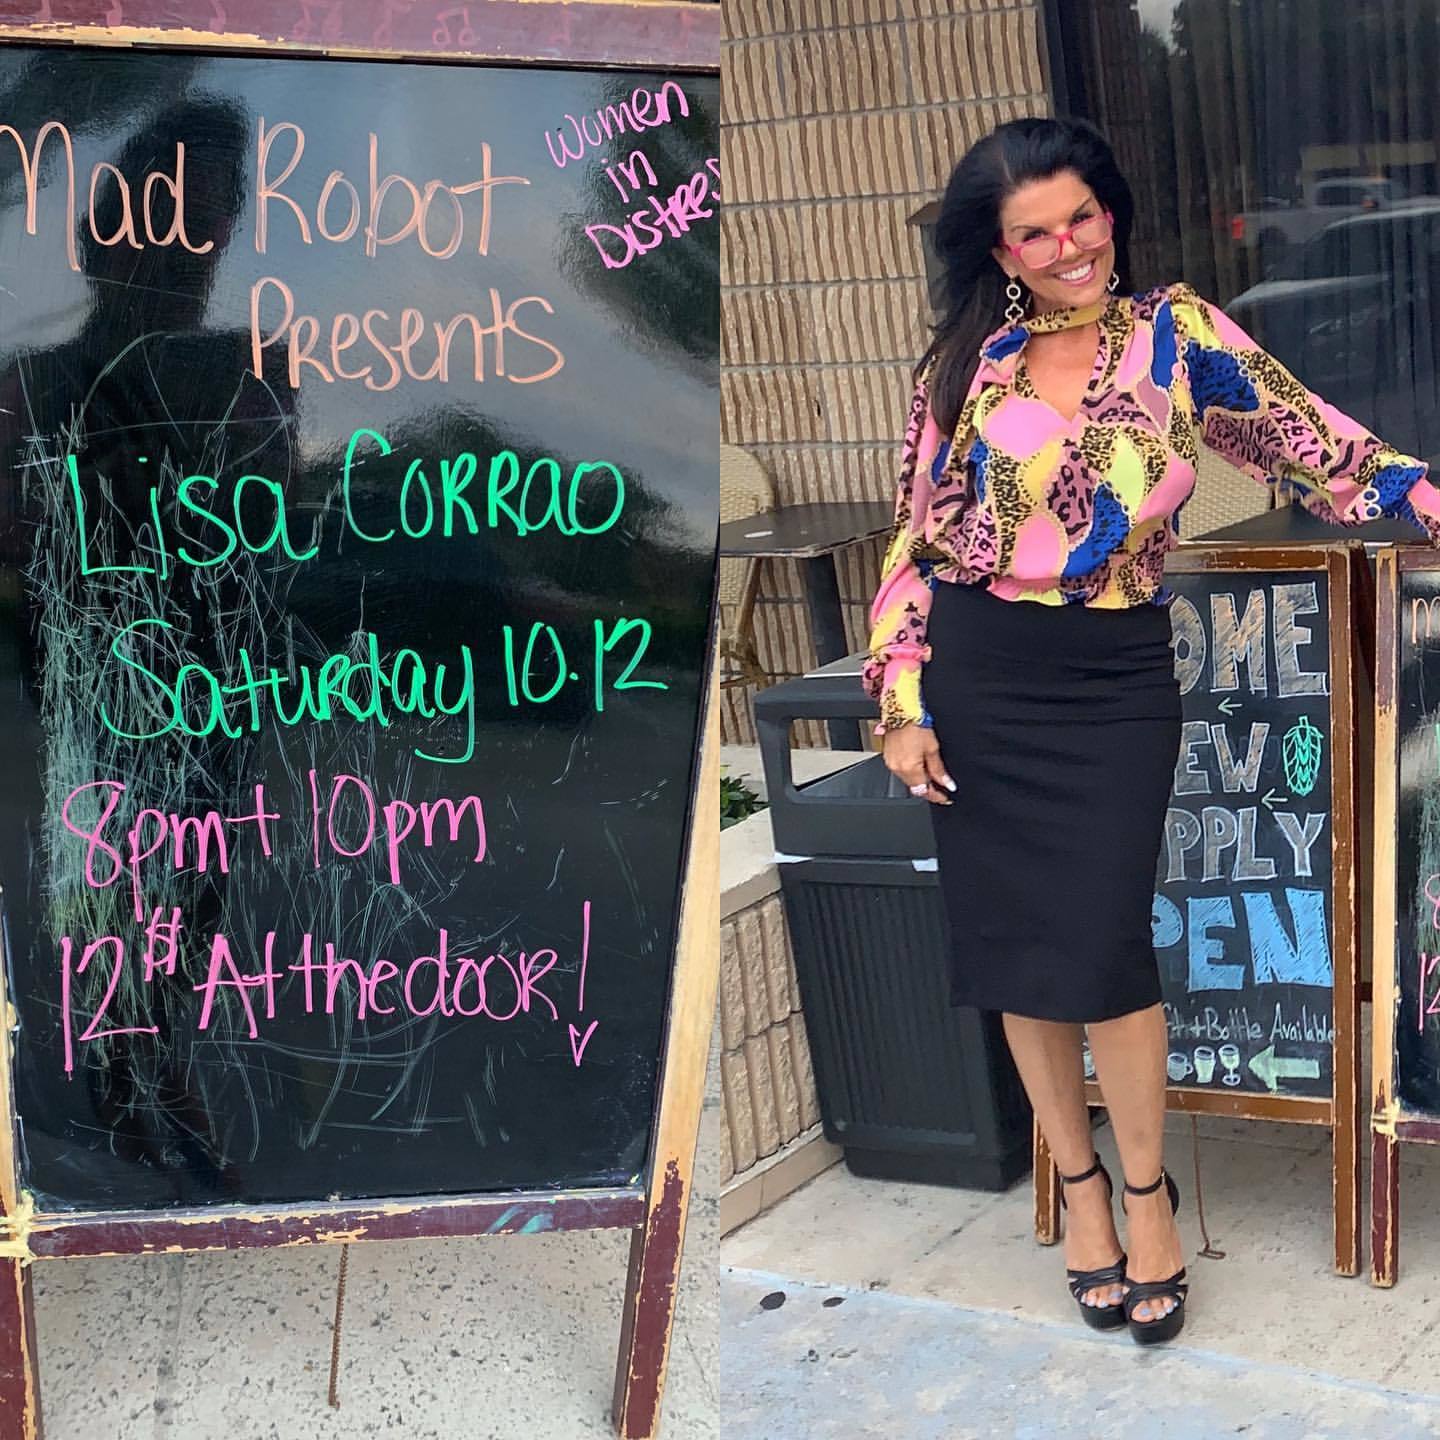 Mad Robot
Presents
Women
in
Distres
Lisa Corrao
Saturday 10.12
8pm + 10pm
12$ At the door!
OME
EW
PPLY
PEN
Bottle Available